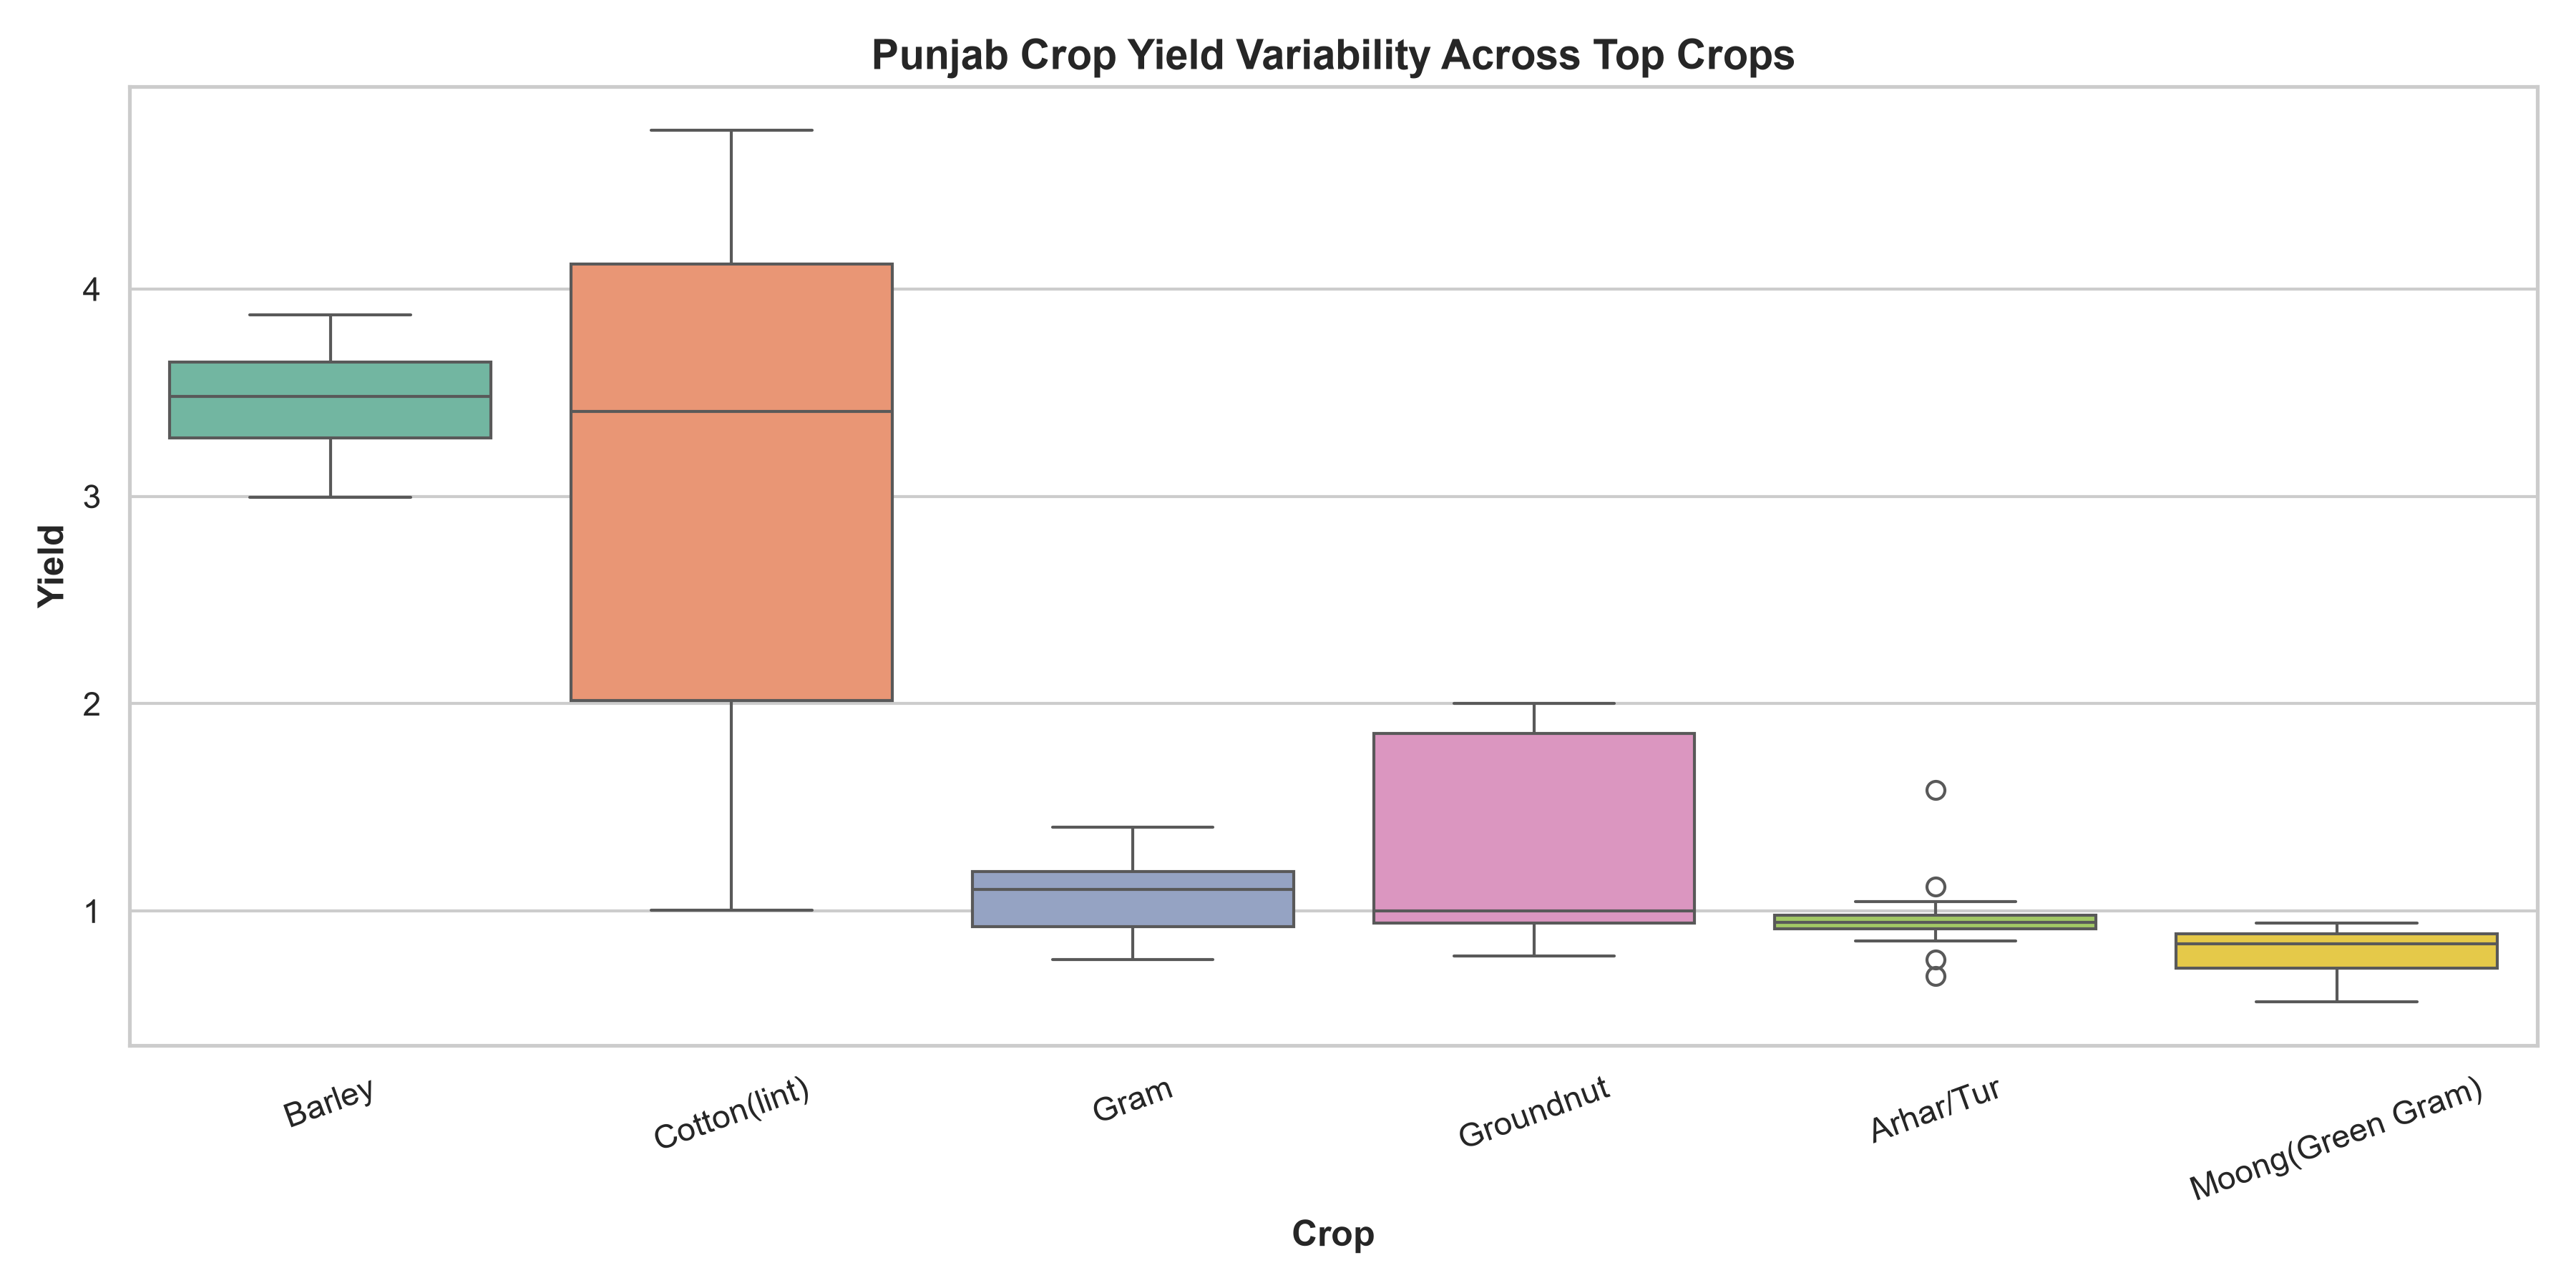 Punjab Crop Yield Variability Across Top Crops
Yield
4
3
2
1
Barley
Cotton(lint)
Gram
Groundnut
Arhar/Tur
Moong(Green Gram)
Crop